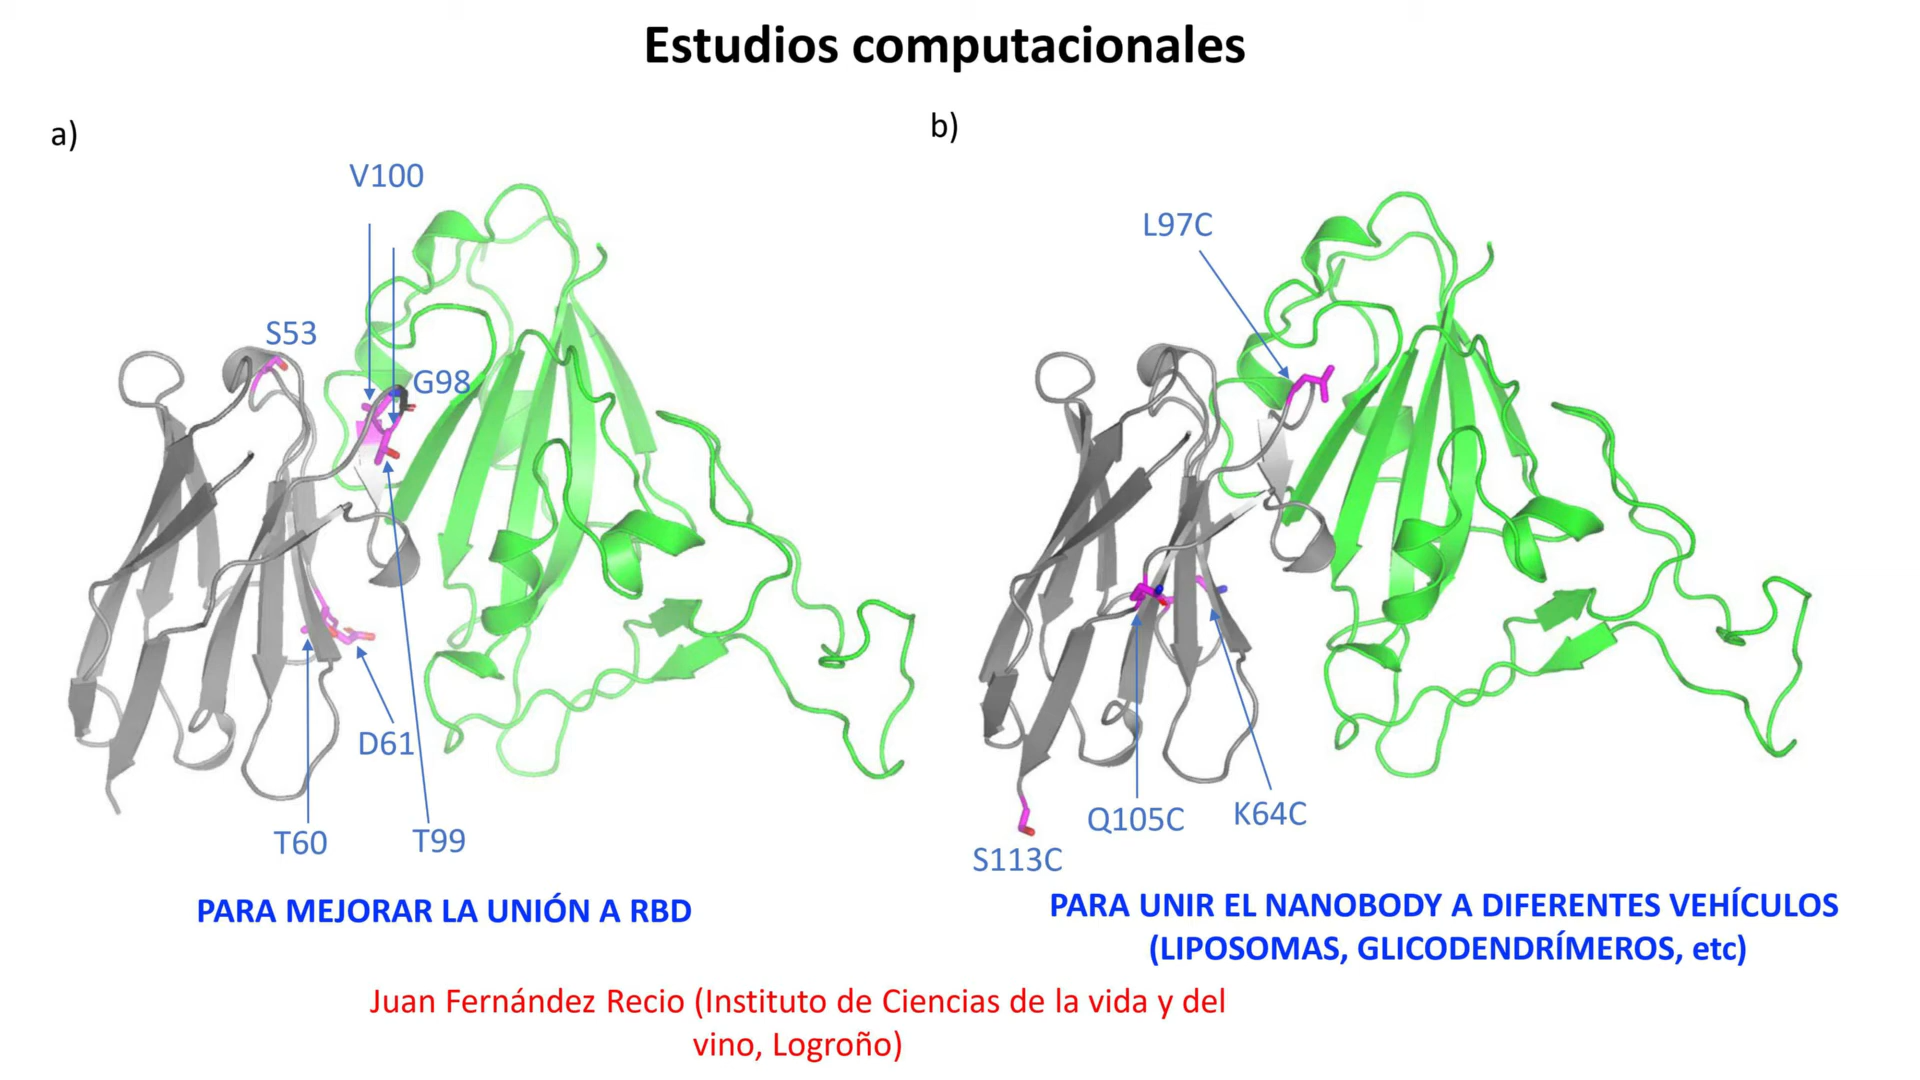 Estudios computacionales
a)
V100
S53
G98
D61
T60
T99
PARA MEJORAR LA UNIÓN A RBD
b)
L97C
Q105C
K64C
S113C
PARA UNIR EL NANOBODY A DIFERENTES VEHÍCULOS
(LIPOSOMAS, GLICODENDRÍMEROS, etc)
Juan Fernández Recio (Instituto de Ciencias de la vida y del
vino, Logroño)